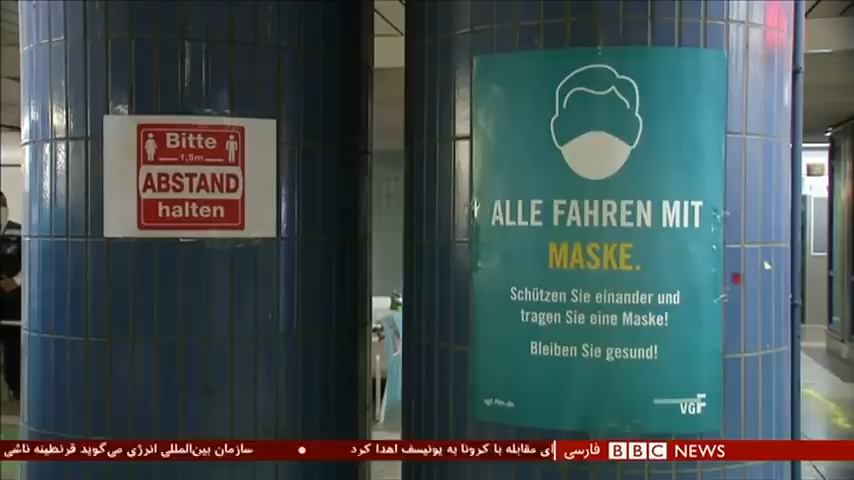 Bitte
1,5m
ABSTAND
halten
ALLE FAHREN MIT
MASKE.
Schützen Sie einander und
tragen Sie eine Maske!
Bleiben Sie gesund!
vgf-ffm.de
VGF
ای مقابله با کرونا به یونیسف اهدا کرد • سازمان بین‌المللی انرژی می‌گوید قرنطینه ناشی
BBC NEWS فارسی